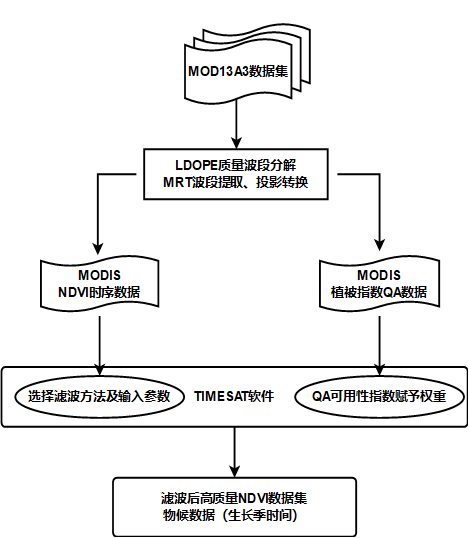 MOD13A3数据集
LDOPE质量波段分解
MRT波段提取、投影转换
MODIS
NDVI时序数据
MODIS
植被指数QA数据
选择滤波方法及输入参数
TIMESAT软件
QA可用性指数赋予权重
滤波后高质量NDVI数据集
物候数据（生长季时间）